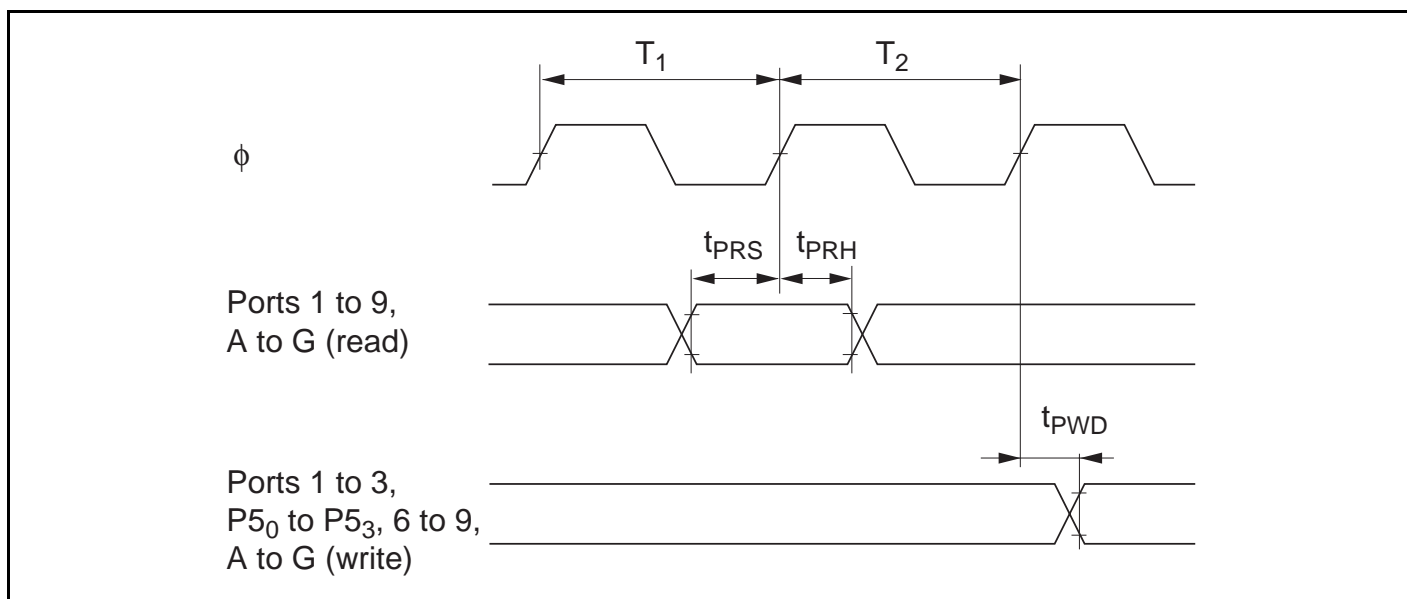 T₁ T₂
ϕ
tPRS tPRH
Ports 1 to 9,
A to G (read)
tPWD
Ports 1 to 3,
P5₀ to P5₃, 6 to 9,
A to G (write)